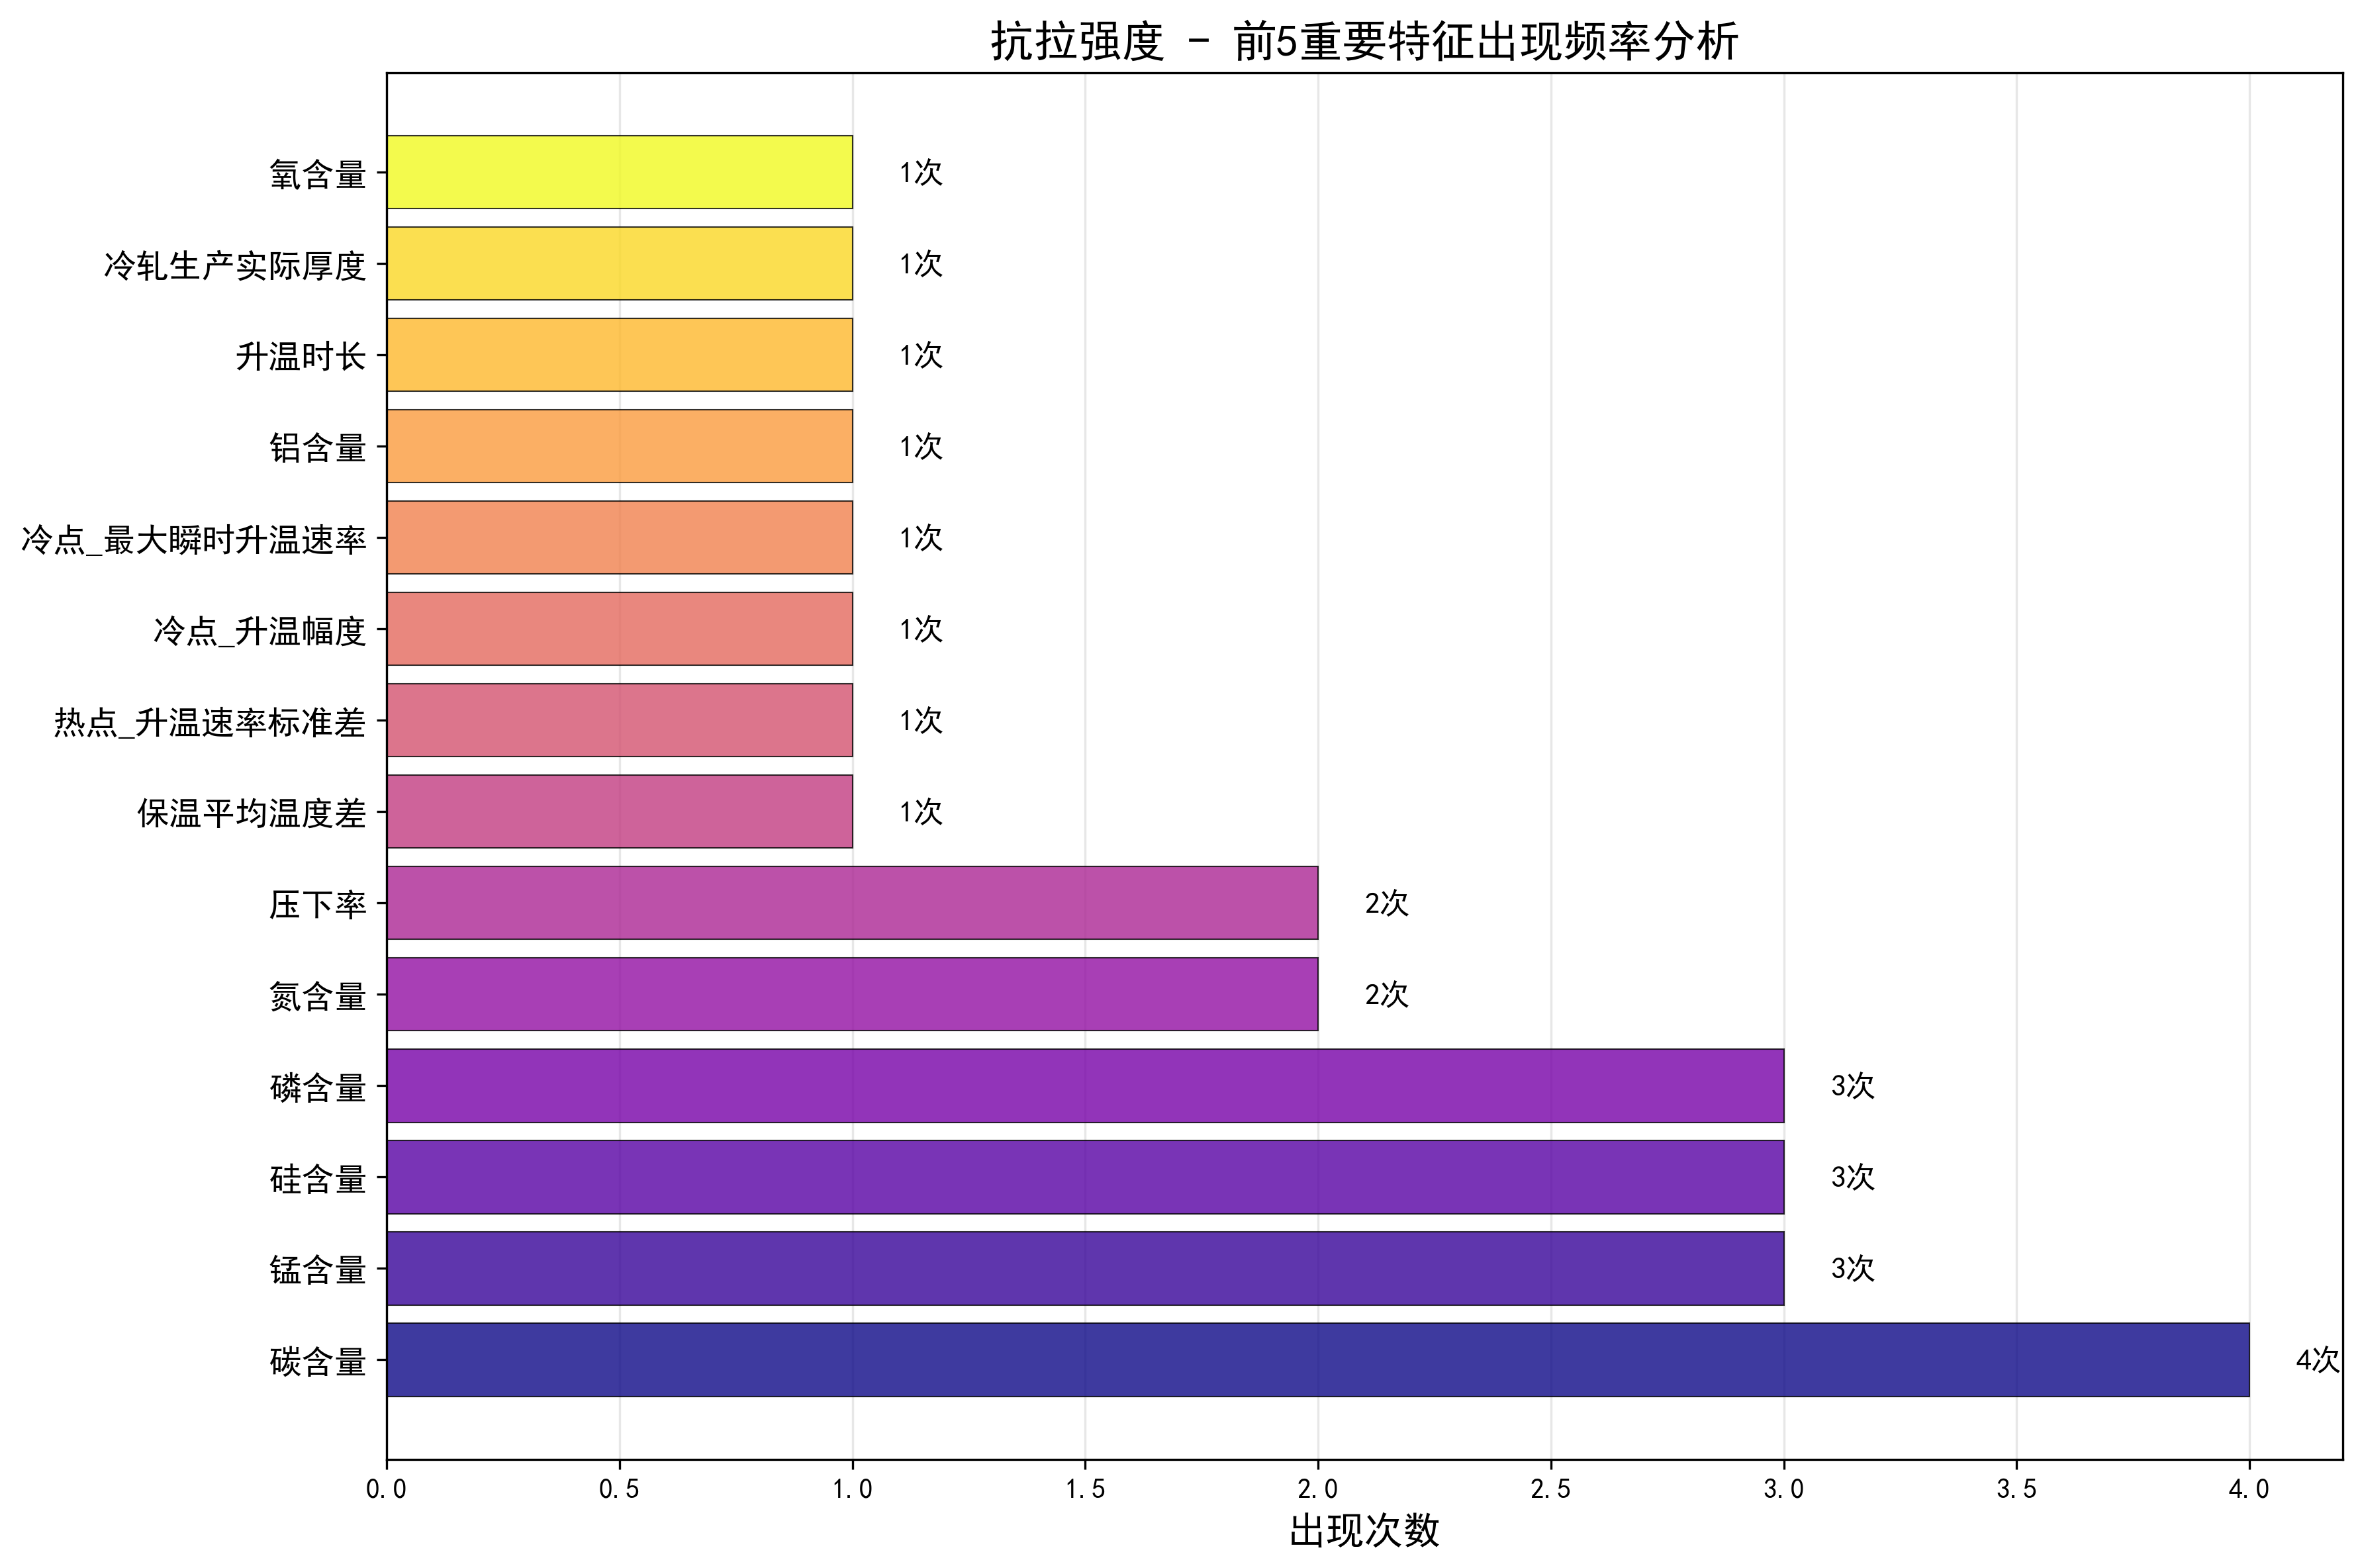 抗拉强度 - 前5重要特征出现频率分析
氧含量 1次
冷轧生产实际厚度 1次
升温时长 1次
铝含量 1次
冷点_最大瞬时升温速率 1次
冷点_升温幅度 1次
热点_升温速率标准差 1次
保温平均温度差 1次
压下率 2次
氮含量 2次
磷含量 3次
硅含量 3次
锰含量 3次
碳含量 4次
0.0 0.5 1.0 1.5 2.0 2.5 3.0 3.5 4.0
出现次数